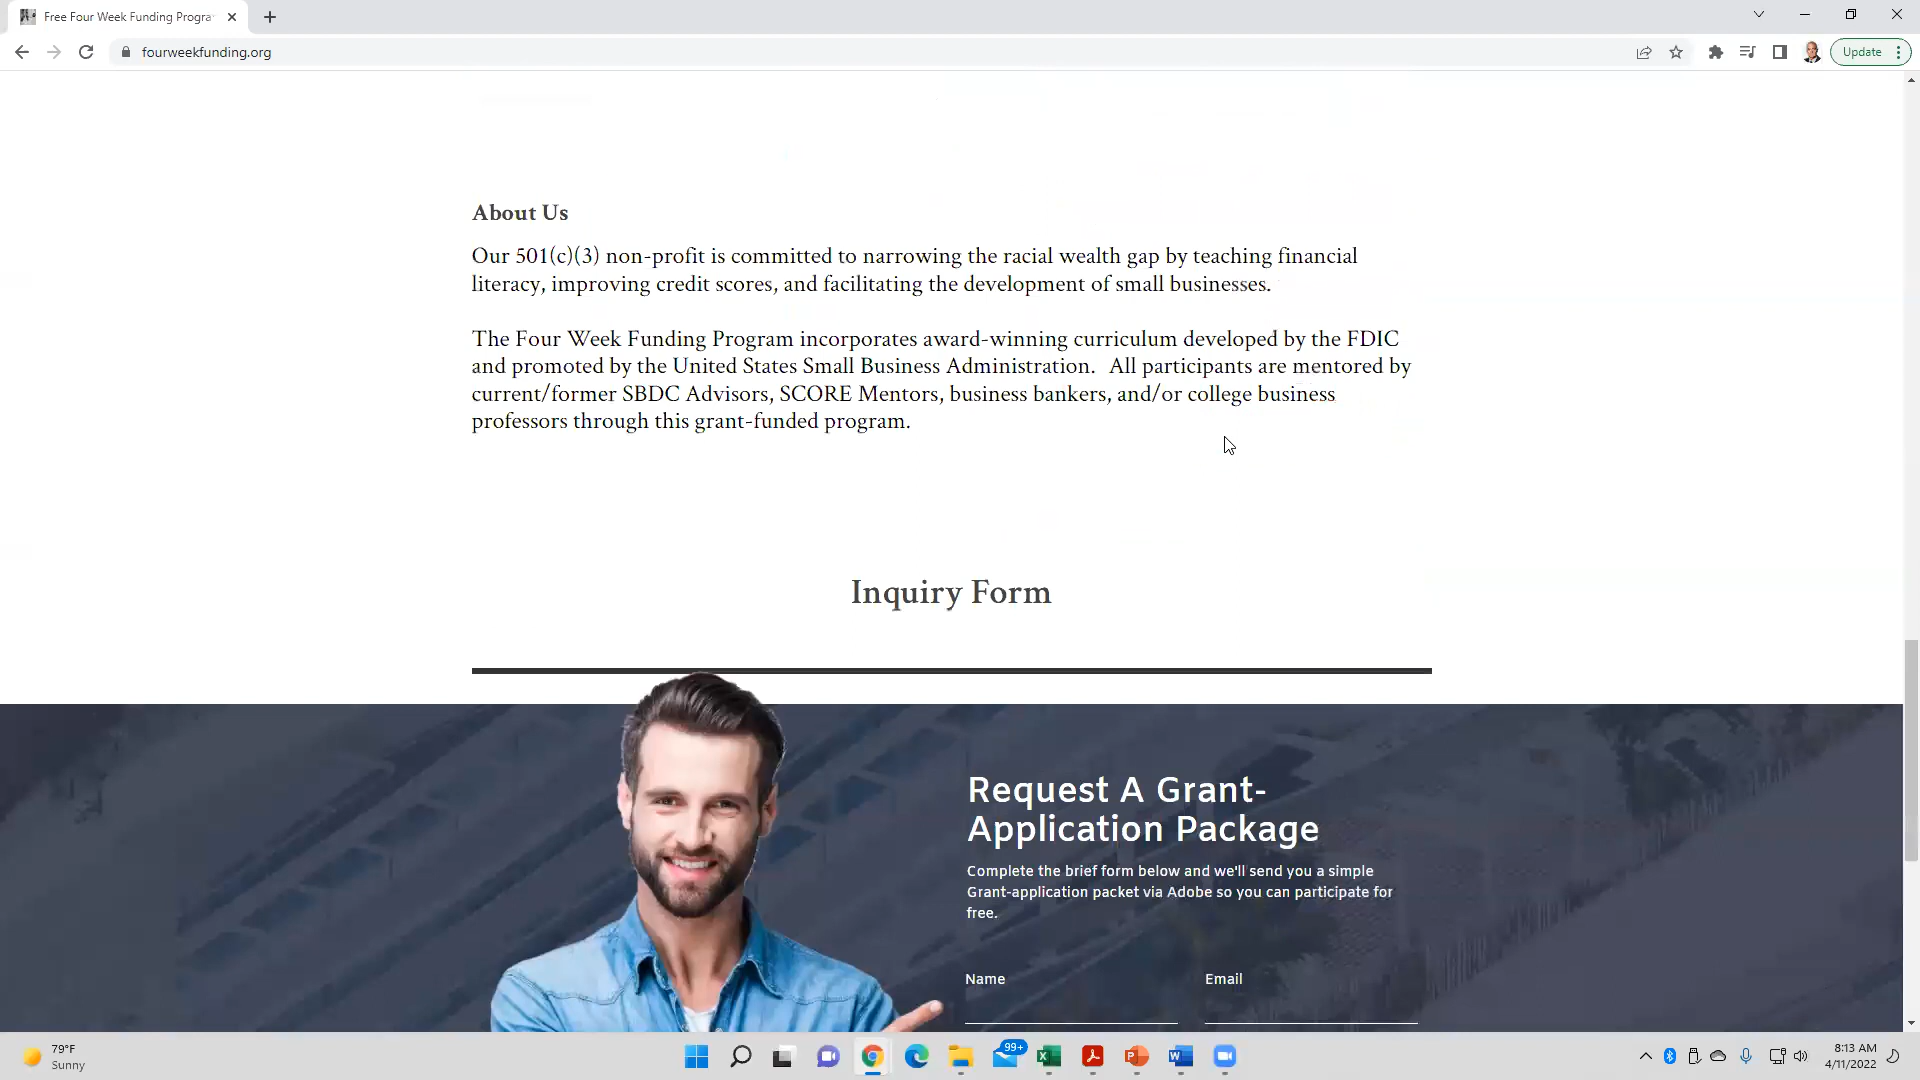 Free Four Week Funding Progra
fourweekfunding.org
Update
About Us
Our 501(c)(3) non-profit is committed to narrowing the racial wealth gap by teaching financial
literacy, improving credit scores, and facilitating the development of small businesses.
The Four Week Funding Program incorporates award-winning curriculum developed by the FDIC
and promoted by the United States Small Business Administration.  All participants are mentored by
current/former SBDC Advisors, SCORE Mentors, business bankers, and/or college business
professors through this grant-funded program.
Inquiry Form
Request A Grant-
Application Package
Complete the brief form below and we'll send you a simple
Grant-application packet via Adobe so you can participate for
free.
Name Email
79°F
Sunny
99+
8:13 AM
4/11/2022